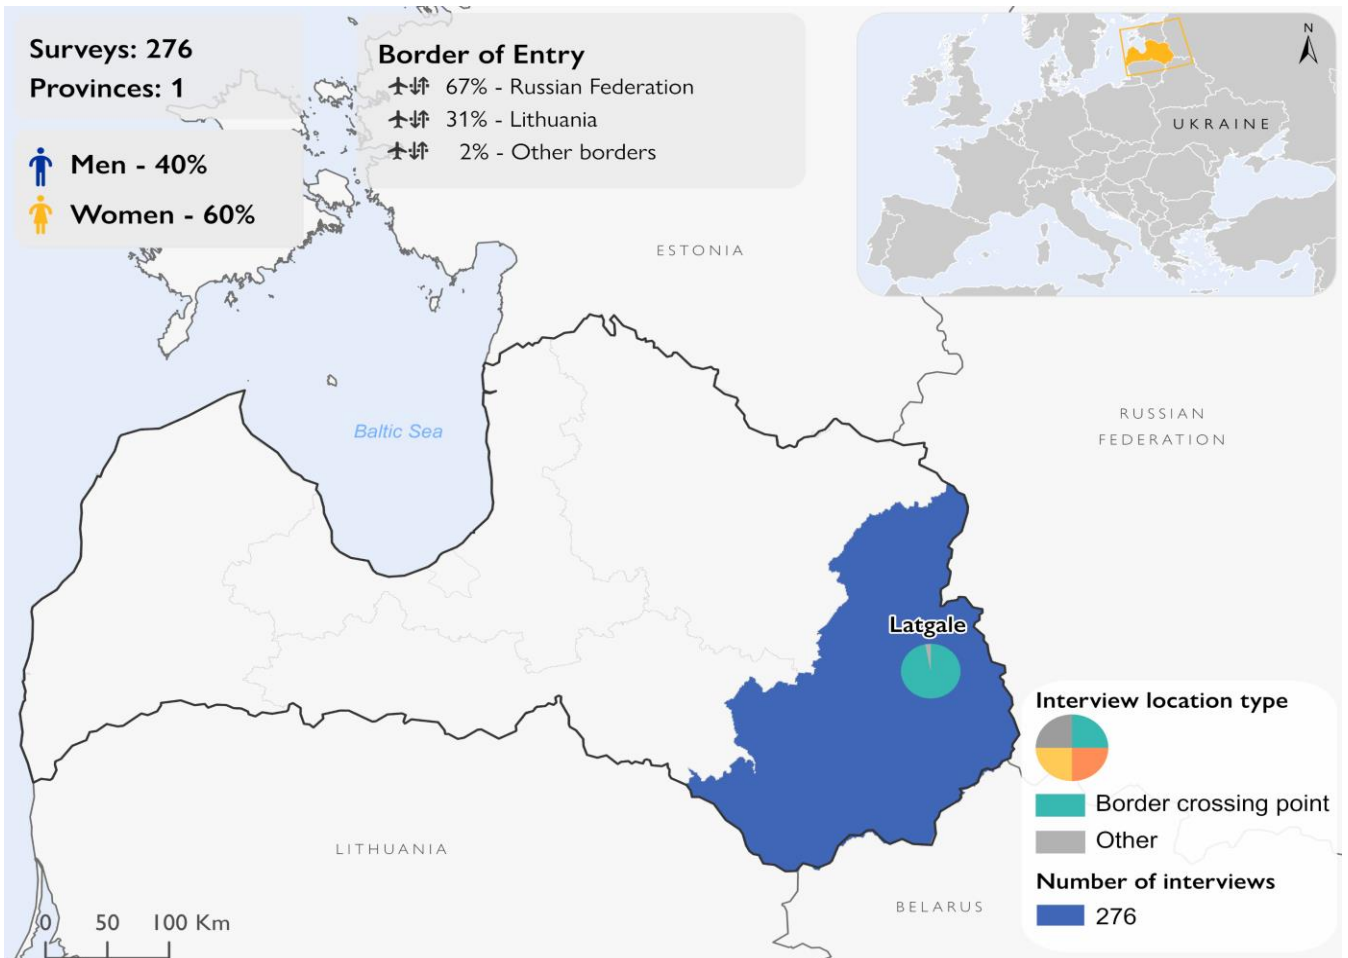 Surveys: 276
Provinces: 1
Men - 40%
Women - 60%
Border of Entry
67% - Russian Federation
31% - Lithuania
2% - Other borders
N
UKRAINE
ESTONIA
RUSSIAN
FEDERATION
Baltic Sea
Latgale
LITHUANIA
BELARUS
Interview location type
Border crossing point
Other
Number of interviews
276
0 50 100 Km